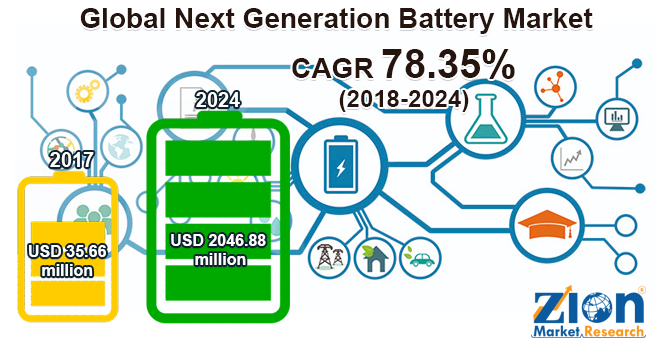 Global Next Generation Battery Market
CAGR 78.35%
(2018-2024)
2024
2017
USD 35.66
million
USD 2046.88
million
ZION
Market.Research